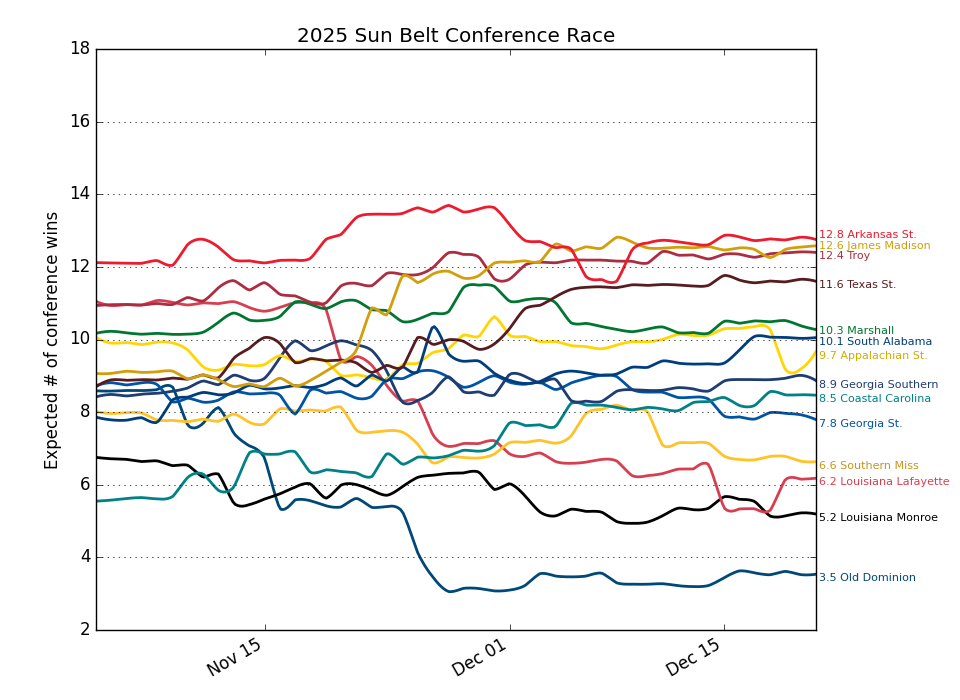 2025 Sun Belt Conference Race
Expected # of conference wins
18
16
14
12
10
8
6
4
2
Nov 15
Dec 01
Dec 15
12.8 Arkansas St.
12.6 James Madison
12.4 Troy
11.6 Texas St.
10.3 Marshall
10.1 South Alabama
9.7 Appalachian St.
8.9 Georgia Southern
8.5 Coastal Carolina
7.8 Georgia St.
6.6 Southern Miss
6.2 Louisiana Lafayette
5.2 Louisiana Monroe
3.5 Old Dominion